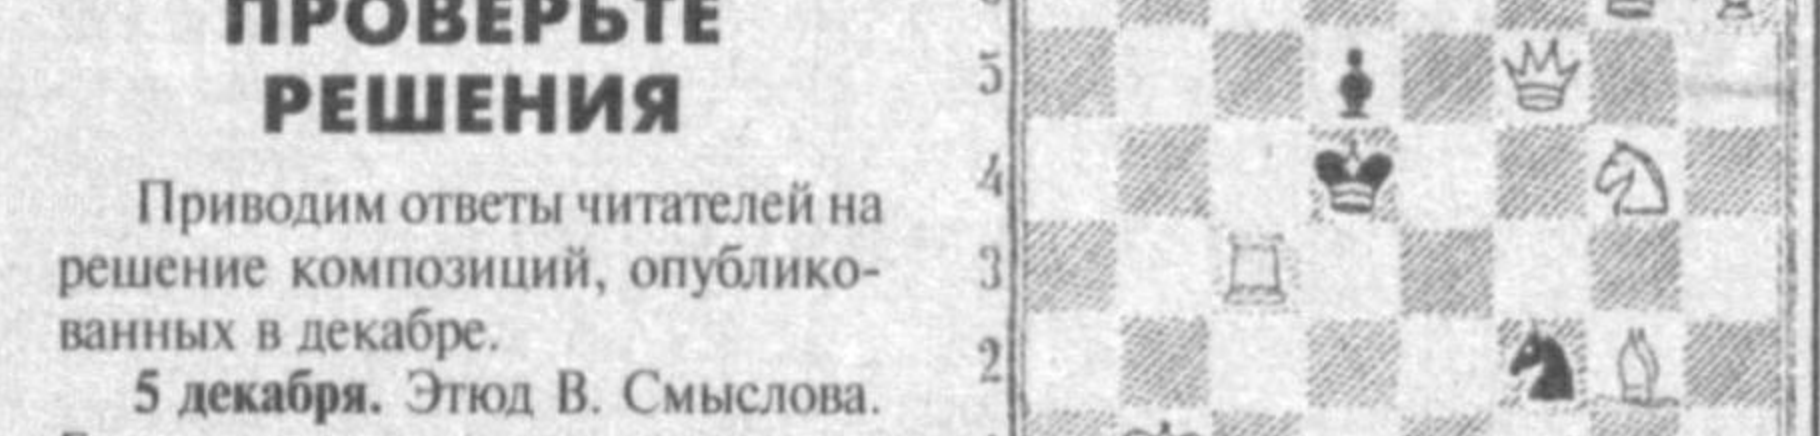 ПРОВЕРЬТЕ
РЕШЕНИЯ
Приводим ответы читателей на
решение композиций, опублико-
ванных в декабре.
5 декабря. Этюд В. Смыслова.
5
4
3
2